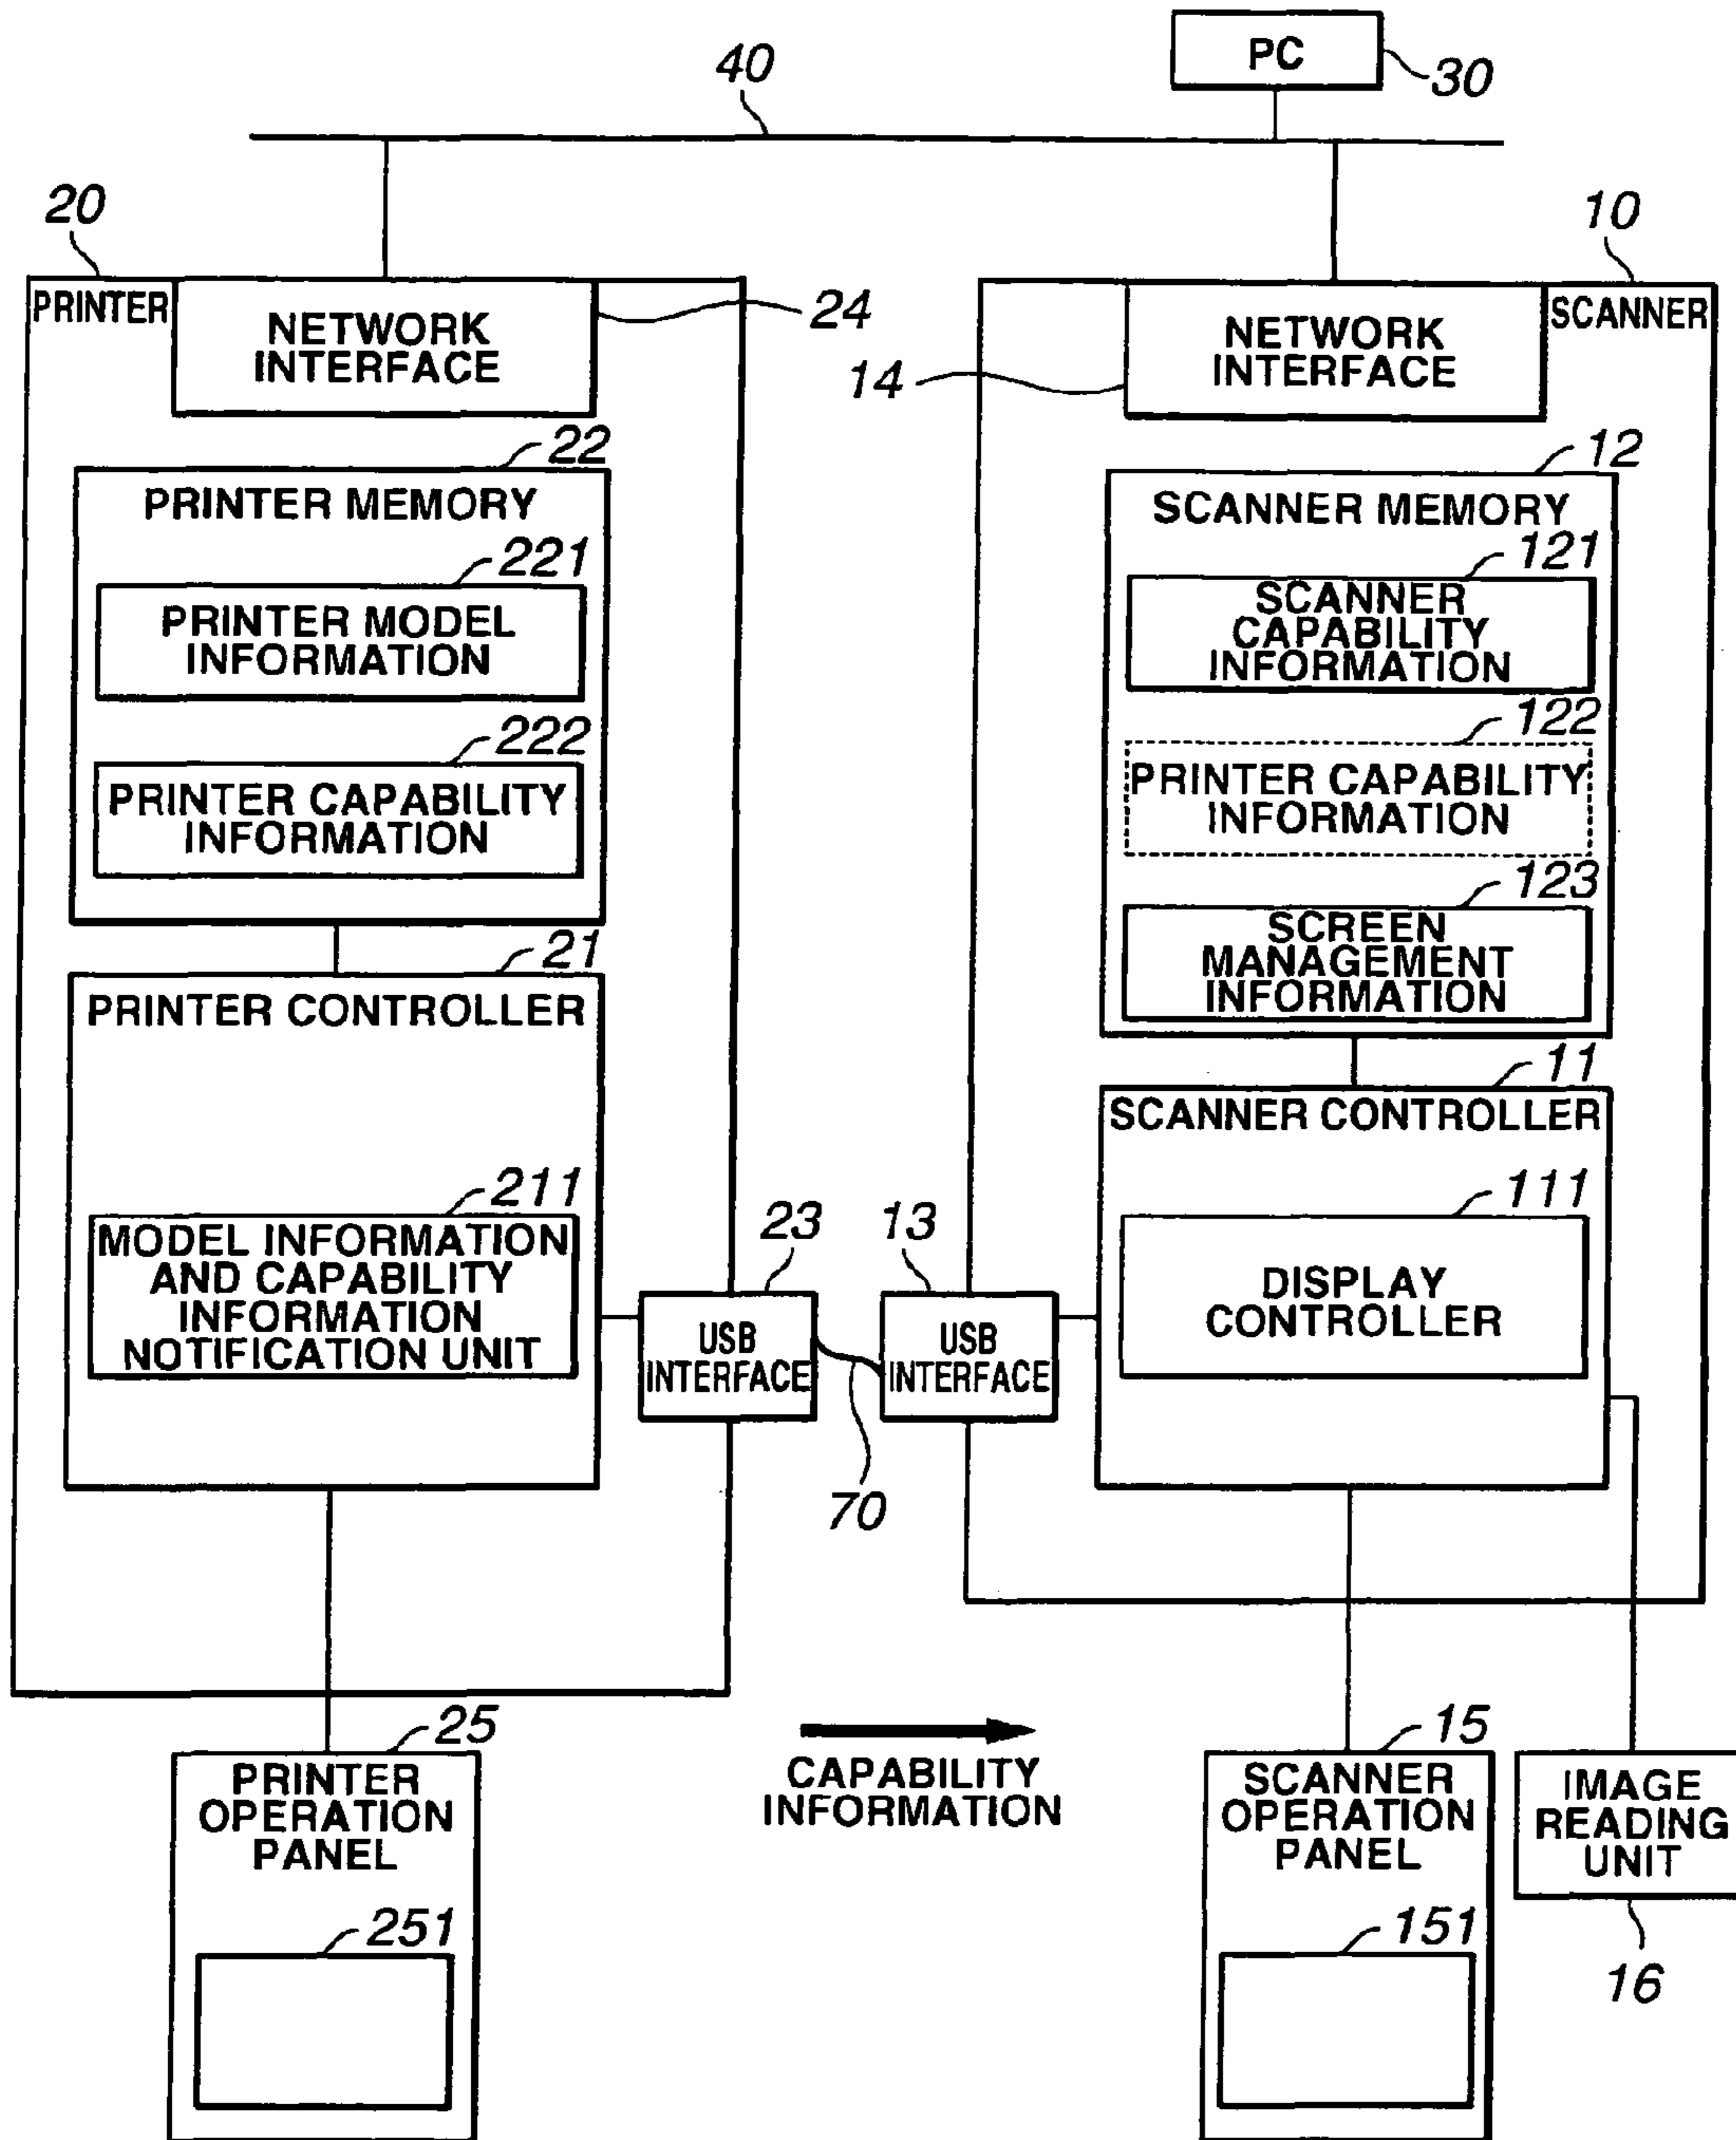 PC
30
40
20
PRINTER
NETWORK
INTERFACE
24
22
PRINTER MEMORY
221
PRINTER MODEL
INFORMATION
222
PRINTER CAPABILITY
INFORMATION
21
PRINTER CONTROLLER
211
MODEL INFORMATION
AND CAPABILITY
INFORMATION
NOTIFICATION UNIT
23
USB
INTERFACE
70
25
PRINTER
OPERATION
PANEL
251
10
SCANNER
NETWORK
INTERFACE
14
12
SCANNER MEMORY
121
SCANNER
CAPABILITY
INFORMATION
122
PRINTER CAPABILITY
INFORMATION
123
SCREEN
MANAGEMENT
INFORMATION
11
SCANNER CONTROLLER
111
DISPLAY
CONTROLLER
13
USB
INTERFACE
CAPABILITY
INFORMATION
15
SCANNER
OPERATION
PANEL
151
IMAGE
READING
UNIT
16